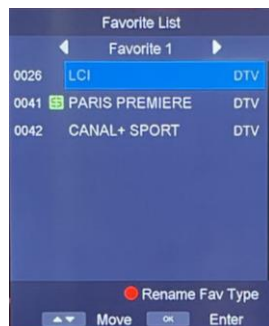 Favorite List
Favorite 1
0026 LCI DTV
0041 $ PARIS PREMIERE DTV
0042 CANAL+ SPORT DTV
Rename Fav Type
Move OK Enter